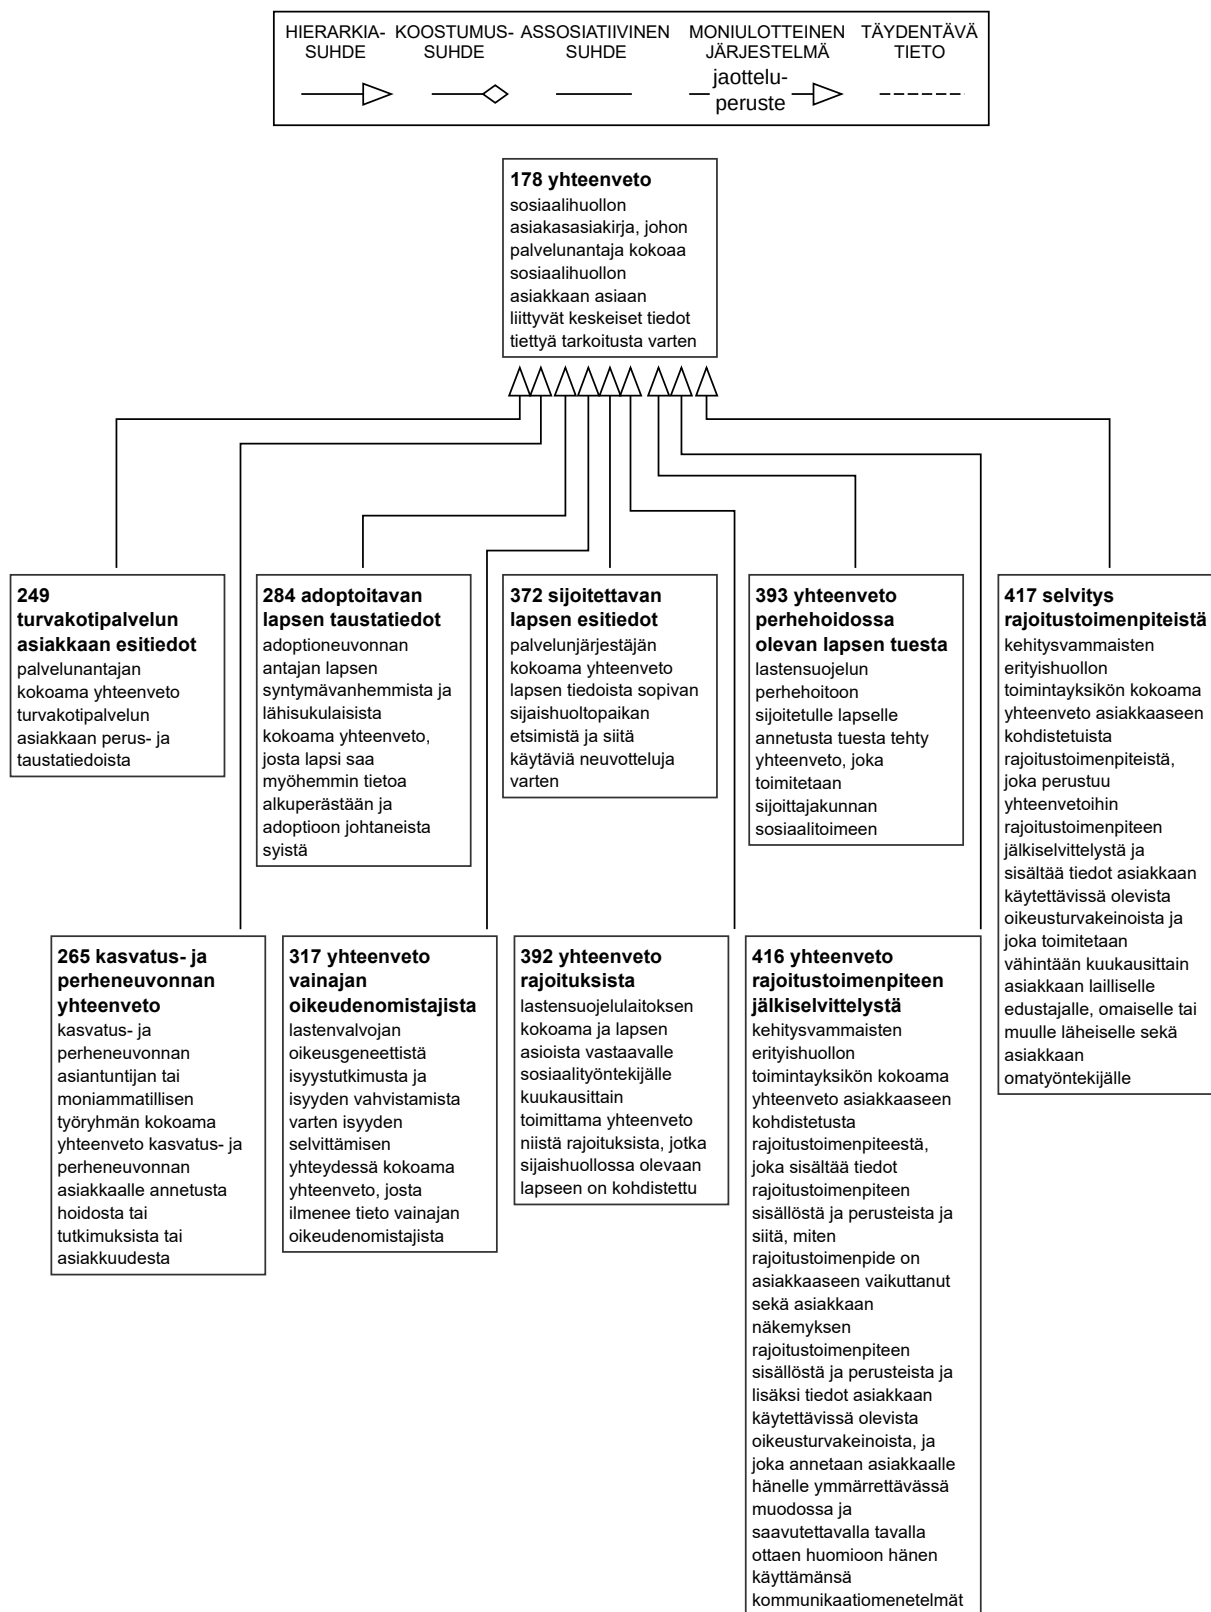 HIERARKIA-
SUHDE
KOOSTUMUS-
SUHDE
ASSOSIATIIVINEN
SUHDE
MONIULOTTEINEN
JÄRJESTELMÄ
jaottelu-
peruste
TÄYDENTÄVÄ
TIETO
178 yhteenveto
sosiaalihuollon
asiakasasiakirja, johon
palvelunantaja kokoaa
sosiaalihuollon
asiakkaan asiaan
liittyvät keskeiset tiedot
tiettyä tarkoitusta varten
249
turvakotipalvelun
asiakkaan esitiedot
palvelunantajan
kokoama yhteenveto
turvakotipalvelun
asiakkaan perus- ja
taustatiedoista
284 adoptoitavan
lapsen taustatiedot
adoptioneuvonnan
antajan lapsen
syntymävanhemmista ja
lähisukulaisista
kokoama yhteenveto,
josta lapsi saa
myöhemmin tietoa
alkuperästään ja
adoptioon johtaneista
syistä
372 sijoitettavan
lapsen esitiedot
palvelunjärjestäjän
kokoama yhteenveto
lapsen tiedoista sopivan
sijaishuoltopaikan
etsimistä ja siitä
käytäviä neuvotteluja
varten
393 yhteenveto
perhehoidossa
olevan lapsen tuesta
lastensuojelun
perhehoitoon
sijoitetulle lapselle
annetusta tuesta tehty
yhteenveto, joka
toimitetaan
sijoittajakunnan
sosiaalitoimeen
417 selvitys
rajoitustoimenpiteistä
kehitysvammaisten
erityishuollon
toimintayksikön kokoama
yhteenveto asiakkaaseen
kohdistetuista
rajoitustoimenpiteistä,
joka perustuu
yhteenvetoihin
rajoitustoimenpiteen
jälkiselvittelystä ja
sisältää tiedot asiakkaan
käytettävissä olevista
oikeusturvakeinoista ja
joka toimitetaan
vähintään kuukausittain
asiakkaan lailliselle
edustajalle, omaiselle tai
muulle läheiselle sekä
asiakkaan
omatyöntekijälle
265 kasvatus- ja
perheneuvonnan
yhteenveto
kasvatus- ja
perheneuvonnan
asiantuntijan tai
moniammatillisen
työryhmän kokoama
yhteenveto kasvatus- ja
perheneuvonnan
asiakkaalle annetusta
hoidosta tai
tutkimuksista tai
asiakkuudesta
317 yhteenveto
vainajan
oikeudenomistajista
lastenvalvojan
oikeusgeneettistä
isyystutkimusta ja
isyyden vahvistamista
varten isyyden
selvittämisen
yhteydessä kokoama
yhteenveto, josta
ilmenee tieto vainajan
oikeudenomistajista
392 yhteenveto
rajoituksista
lastensuojelulaitoksen
kokoama ja lapsen
asioista vastaavalle
sosiaalityöntekijälle
kuukausittain
toimittama yhteenveto
niistä rajoituksista, jotka
sijaishuollossa olevaan
lapseen on kohdistettu
416 yhteenveto
rajoitustoimenpiteen
jälkiselvittelystä
kehitysvammaisten
erityishuollon
toimintayksikön kokoama
yhteenveto asiakkaaseen
kohdistetusta
rajoitustoimenpiteestä,
joka sisältää tiedot
rajoitustoimenpiteen
sisällöstä ja perusteista ja
siitä, miten
rajoitustoimenpide on
asiakkaaseen vaikuttanut
sekä asiakkaan
näkemyksen
rajoitustoimenpiteen
sisällöstä ja perusteista ja
lisäksi tiedot asiakkaan
käytettävissä olevista
oikeusturvakeinoista, ja
joka annetaan asiakkaalle
hänelle ymmärrettävässä
muodossa ja
saavutettavalla tavalla
ottaen huomioon hänen
käyttämänsä
kommunikaatiomenetelmät